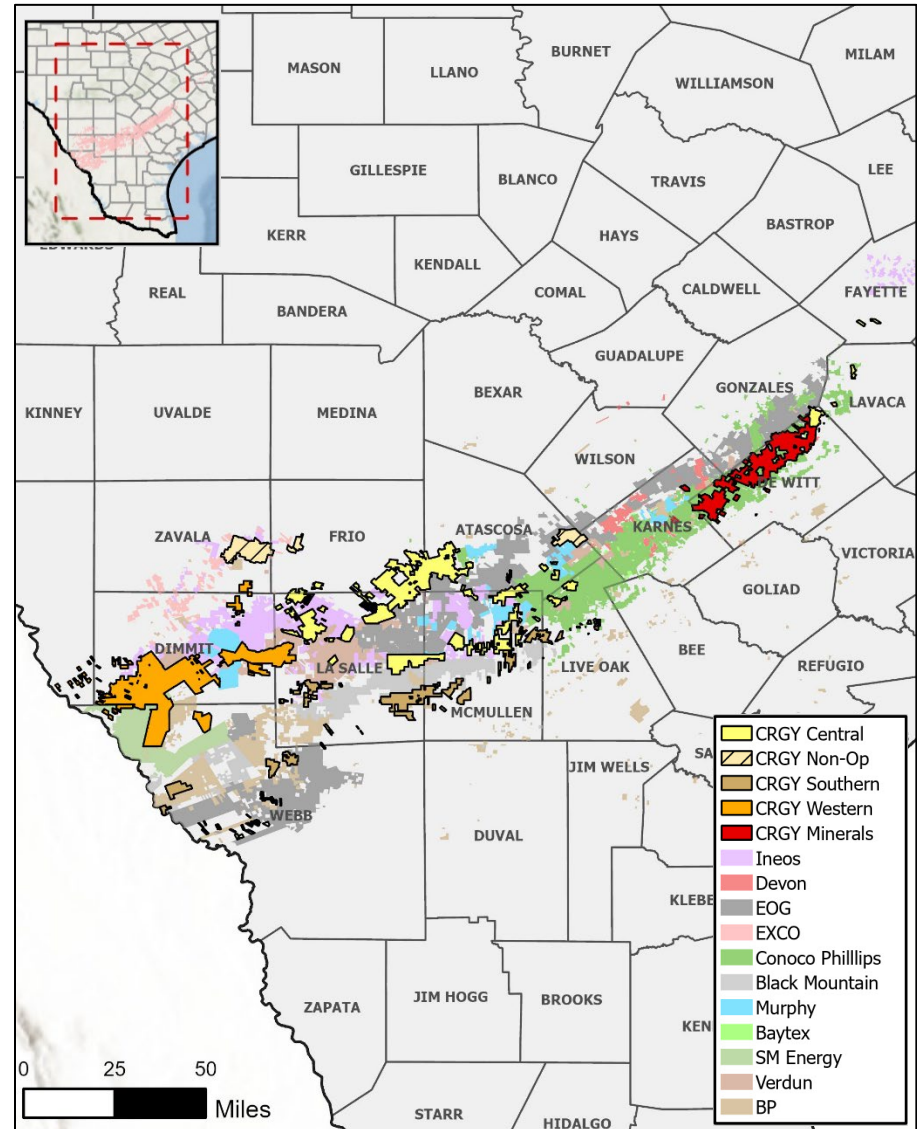 BURNET
MILAM
MASON
LLANO
WILLIAMSON
GILLESPIE
BLANCO
TRAVIS
LEE
BASTROP
KERR
HAYS
EDWARDS
KENDALL
REAL
COMAL
CALDWELL
FAYETTE
BANDERA
GUADALUPE
BEXAR
GONZALES
KINNEY
UVALDE
MEDINA
LAVACA
WILSON
DE WITT
ZAVALA
FRIO
ATASCOSA
KARNES
VICTORIA
GOLIAD
DIMMIT
LA SALLE
LIVE OAK
BEE
REFUGIO
MCMULLEN
SA
JIM WELLS
WEBB
DUVAL
KLEBE
ZAPATA
JIM HOGG
BROOKS
KEN
STARR
HIDALGO
CRGY Central
CRGY Non-Op
CRGY Southern
CRGY Western
CRGY Minerals
Ineos
Devon
EOG
EXCO
Conoco Philllips
Black Mountain
Murphy
Baytex
SM Energy
Verdun
BP
0 25 50
Miles